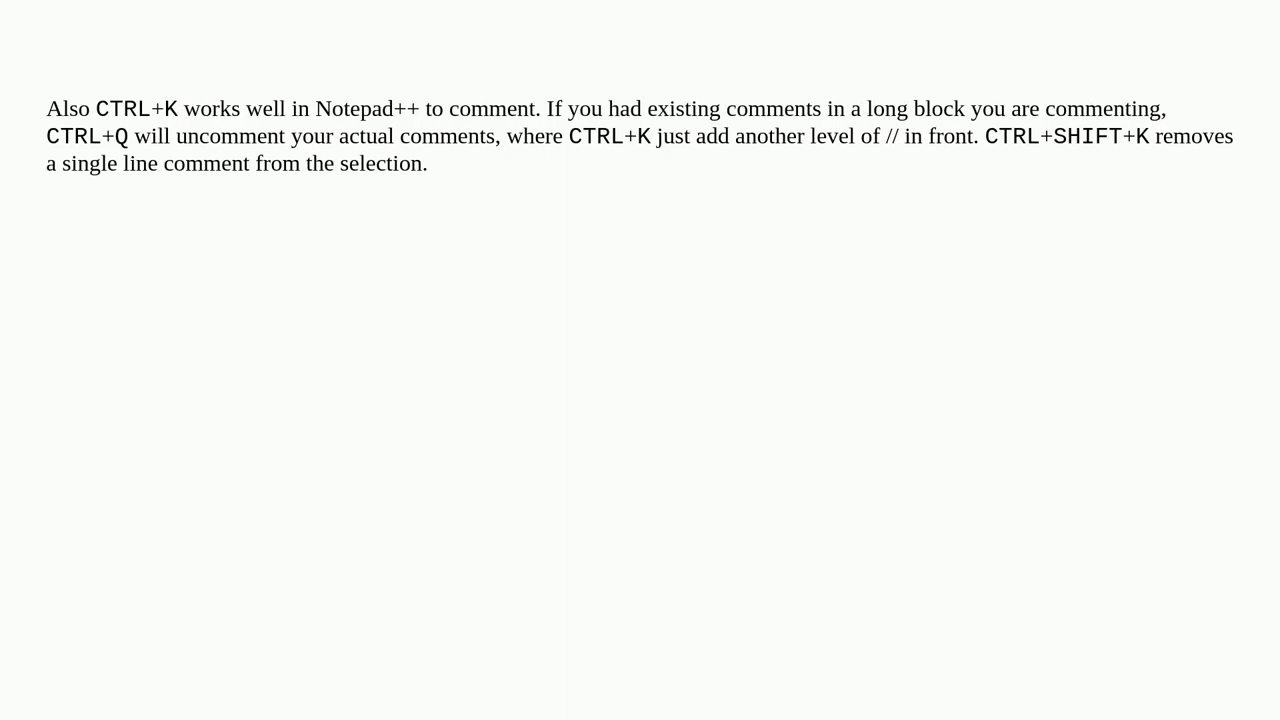 Also CTRL+K works well in Notepad++ to comment. If you had existing comments in a long block you are commenting,
CTRL+Q will uncomment your actual comments, where CTRL+K just add another level of // in front. CTRL+SHIFT+K removes
a single line comment from the selection.